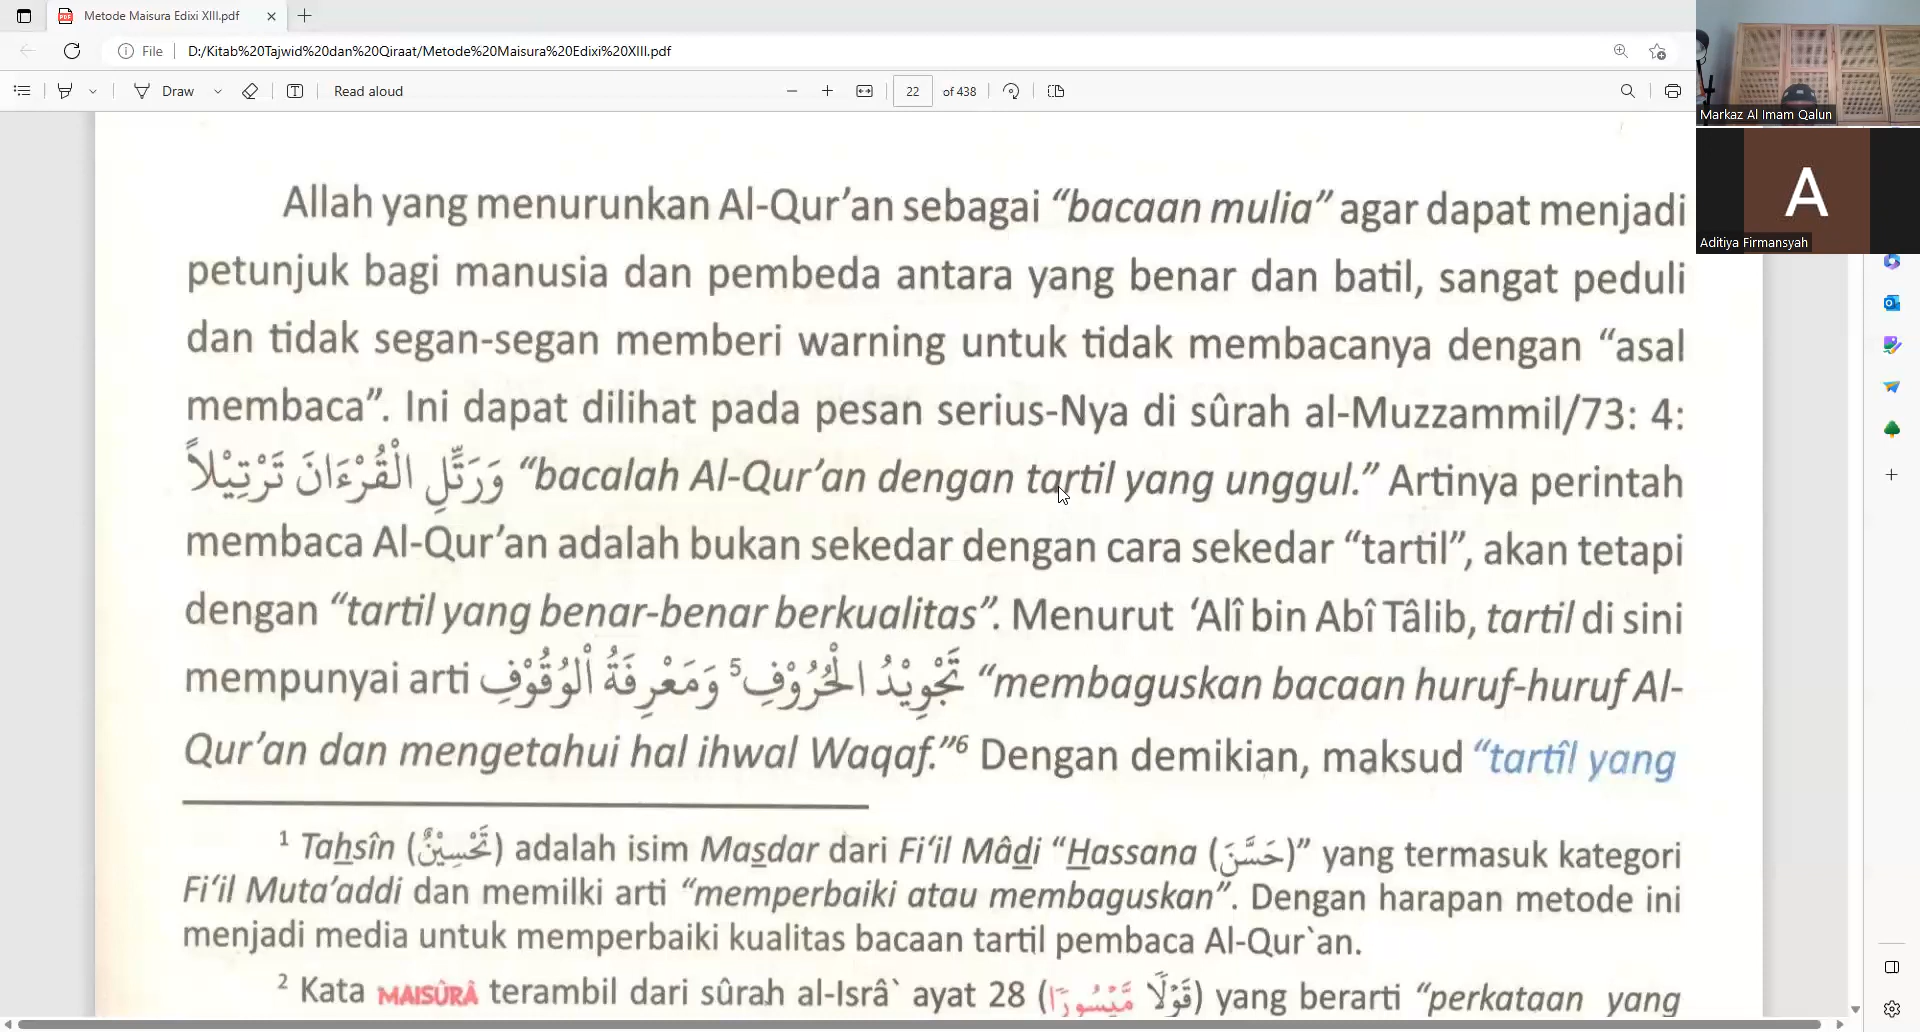 Metode Maisura Edixi XIII.pdf
File
D:/Kitab%20Tajwid%20dan%20Qiraat/Metode%20Maisura%20Edixi%20XIII.pdf
Draw
Read aloud
22
of 438
Markaz Al Imam Qalun
A
Aditiya Firmansyah
Allah yang menurunkan Al-Qur’an sebagai “bacaan mulia” agar dapat menjadi
petunjuk bagi manusia dan pembeda antara yang benar dan batil, sangat peduli
dan tidak segan-segan memberi warning untuk tidak membacanya dengan “asal
membaca”. Ini dapat dilihat pada pesan serius-Nya di sûrah al-Muzzammil/73: 4:
وَرَتِّلِ الْقُرْءَانَ تَرْتِيْلاً “bacalah Al-Qur’an dengan tartil yang unggul.” Artinya perintah
membaca Al-Qur’an adalah bukan sekedar dengan cara sekedar “tartil”, akan tetapi
dengan “tartil yang benar-benar berkualitas”. Menurut ‘Alî bin Abî Tâlib, tartil di sini
mempunyai arti تَجْوِيْدُ الْحُرُوْفِ⁵ وَمَعْرِفَةُ الْوُقُوْفِ “membaguskan bacaan huruf-huruf Al-
Qur’an dan mengetahui hal ihwal Waqaf.”⁶ Dengan demikian, maksud “tartîl yang
¹ Tahsîn (تَحْسِيْنٌ) adalah isim Masdar dari Fi‘il Mâdi “Hassana (حَسَّنَ)” yang termasuk kategori
Fi‘il Muta’addi dan memilki arti “memperbaiki atau membaguskan”. Dengan harapan metode ini
menjadi media untuk memperbaiki kualitas bacaan tartil pembaca Al-Qur`an.
² Kata MAISÛRÂ terambil dari sûrah al-Isrâ` ayat 28 (قَوْلًا مَّيْسُورًا) yang berarti “perkataan yang